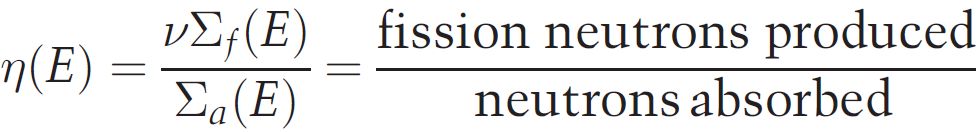 η(E) = νΣ_f(E) / Σ_a(E) = fission neutrons produced / neutrons absorbed